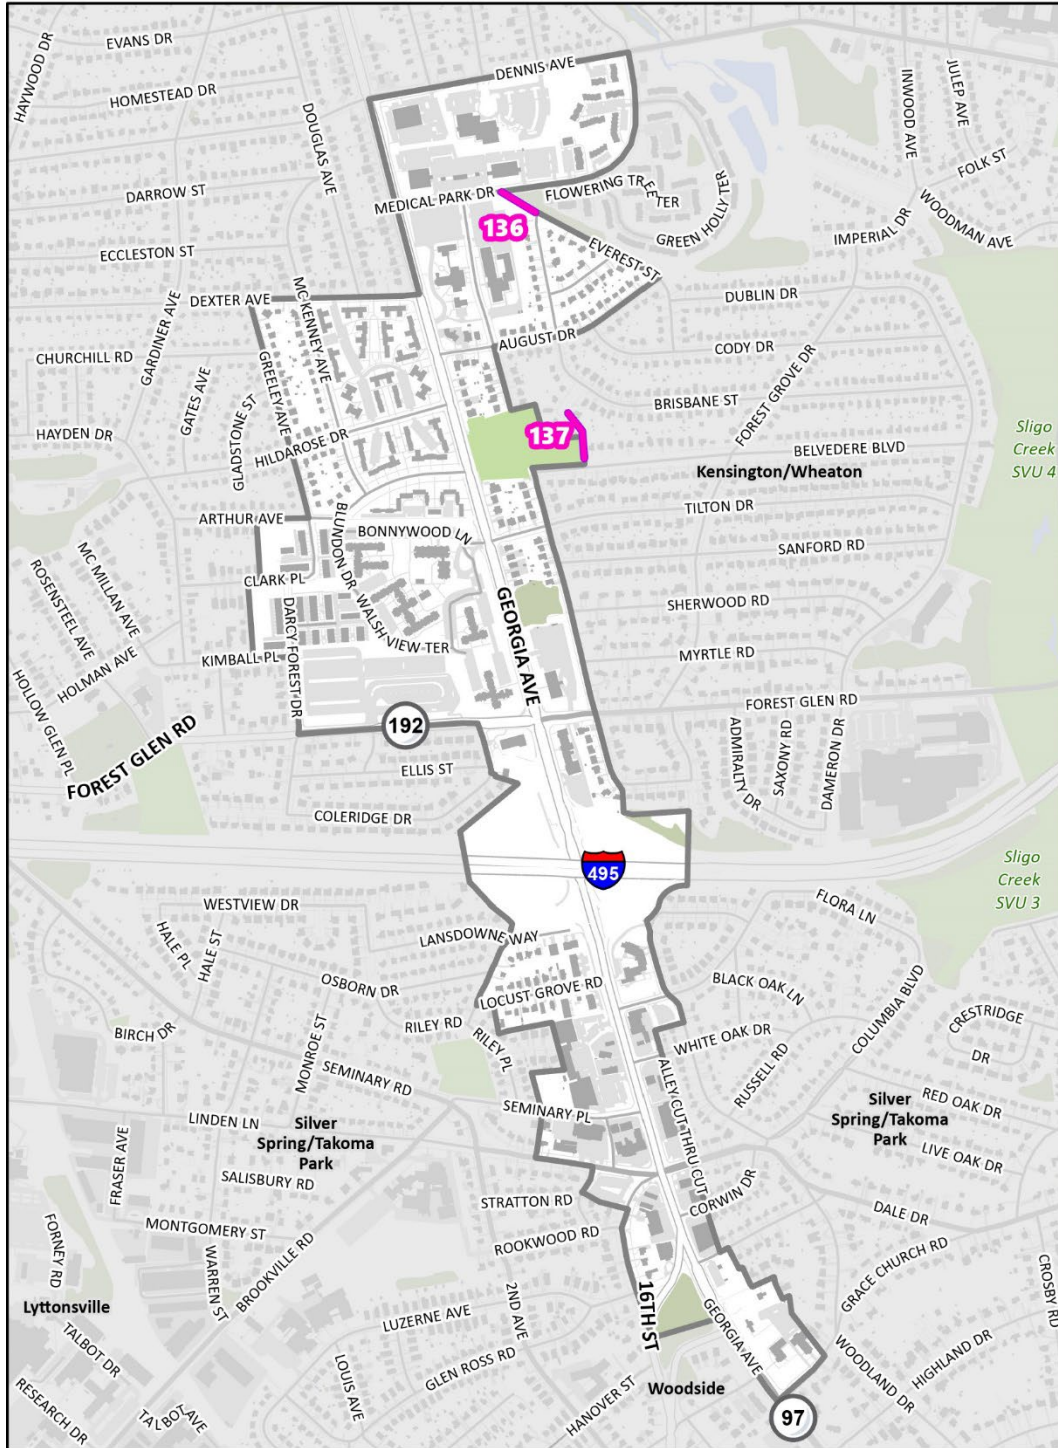 EVANS DR
HAYWOOD DR
HOMESTEAD DR
DOUGLAS AVE
DENNIS AVE
INWOOD AVE
JULEP AVE
FOLK ST
DARROW ST
MEDICAL PARK DR
FLOWERING TREE TER
GREEN HOLLY TER
WOODMAN AVE
IMPERIAL DR
136
ECCLESTON ST
EVEREST ST
DEXTER AVE
MC KENNEY AVE
GARDINER AVE
DUBLIN DR
CHURCHILL RD
GREELEY AVE
AUGUST DR
CODY DR
GATES AVE
FOREST GROVE DR
BRISBANE ST
HAYDEN DR
GLADSTONE ST
HILDAROSE DR
137
BELVEDERE BLVD
Sligo
Creek
SVU 4
Kensington/Wheaton
TILTON DR
ARTHUR AVE
BLUNDON DR
BONNYWOOD LN
SANFORD RD
MC MILLAN AVE
ROSENSTEEL AVE
CLARK PL
WALSH VIEW TER
GEORGIA AVE
SHERWOOD RD
DARCY FOREST DR
HOLMAN AVE
KIMBALL PL
MYRTLE RD
HOLLOW GLEN PL
FOREST GLEN RD
FOREST GLEN RD
192
ADMIRALTY DR
SAXONY RD
DAMERON DR
ELLIS ST
COLERIDGE DR
495
Sligo
Creek
SVU 3
WESTVIEW DR
FLORA LN
HALE PL
HALE ST
LANSDOWNE WAY
OSBORN DR
LOCUST GROVE RD
BLACK OAK LN
COLUMBIA BLVD
CRESTRIDGE
DR
BIRCH DR
RILEY RD
RILEY PL
WHITE OAK DR
MONROE ST
SEMINARY RD
RUSSELL RD
ALLEY CUT THRU CUT
RED OAK DR
LINDEN LN
SEMINARY PL
Silver
Spring/Takoma
Park
Silver
Spring/Takoma
Park
FRASER AVE
LIVE OAK DR
SALISBURY RD
STRATTON RD
CORWIN DR
DALE DR
MONTGOMERY ST
ROOKWOOD RD
FORNEY RD
WARREN ST
BROOKVILLE RD
GRACE CHURCH RD
CROSBY RD
Lyttonsville
LUZERNE AVE
2ND AVE
16TH ST
GEORGIA AVE
TALBOT DR
LOUIS AVE
GLEN ROSS RD
WOODLAND DR
HIGHLAND DR
RESEARCH DR
TALBOT AVE
HANOVER ST
Woodside
97